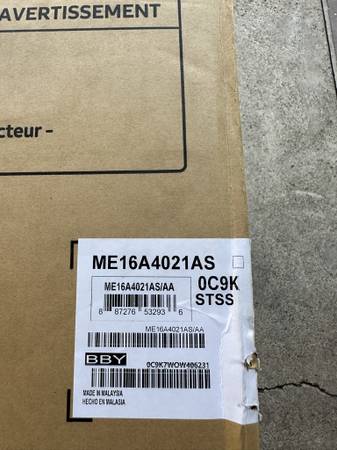 AVERTISSEMENT
cteur -
ME16A4021AS
0C9K
ME16A4021AS/AA
STSS
8 87276 53293 6
ME16A4021AS/AA
BBY
0C9K7WOW406231
MADE IN MALAYSIA
HECHO EN MALASIA